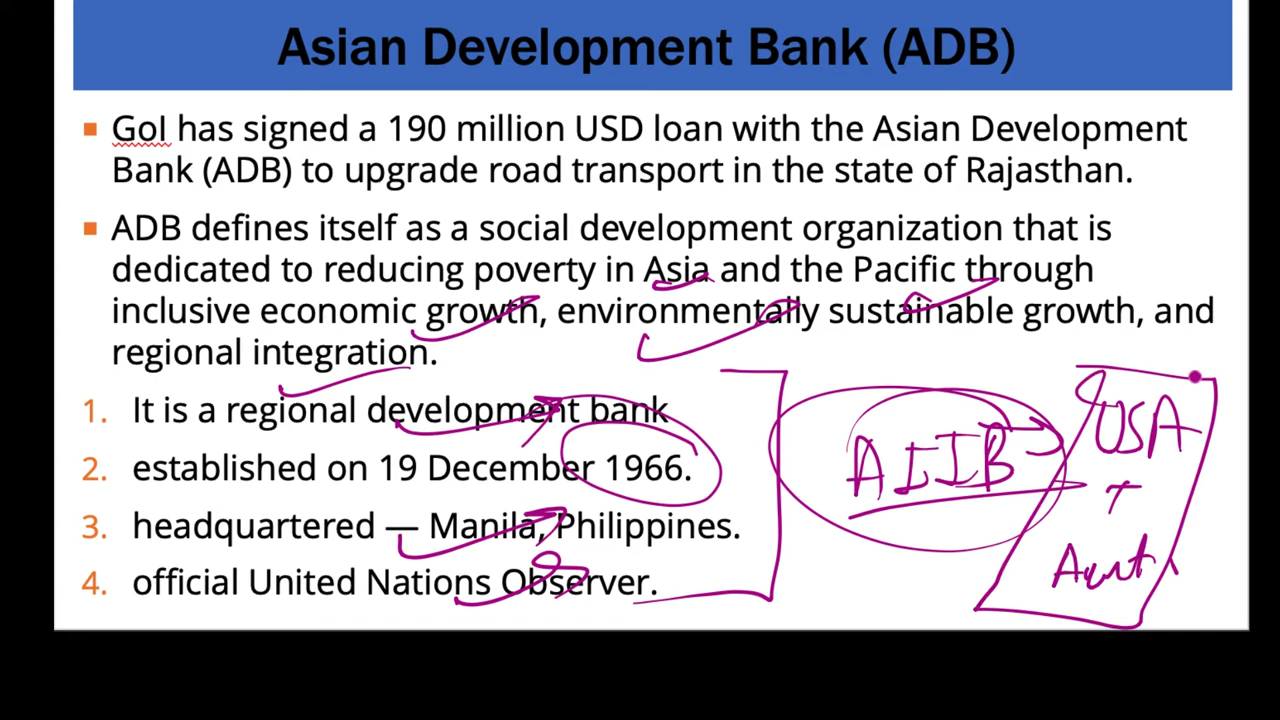 Asian Development Bank (ADB)
▪ GoI has signed a 190 million USD loan with the Asian Development
Bank (ADB) to upgrade road transport in the state of Rajasthan.
▪ ADB defines itself as a social development organization that is
dedicated to reducing poverty in Asia and the Pacific through
inclusive economic growth, environmentally sustainable growth, and
regional integration.
1. It is a regional development bank
2. established on 19 December 1966.
3. headquartered — Manila, Philippines.
4. official United Nations Observer.
AIIB
USA
+